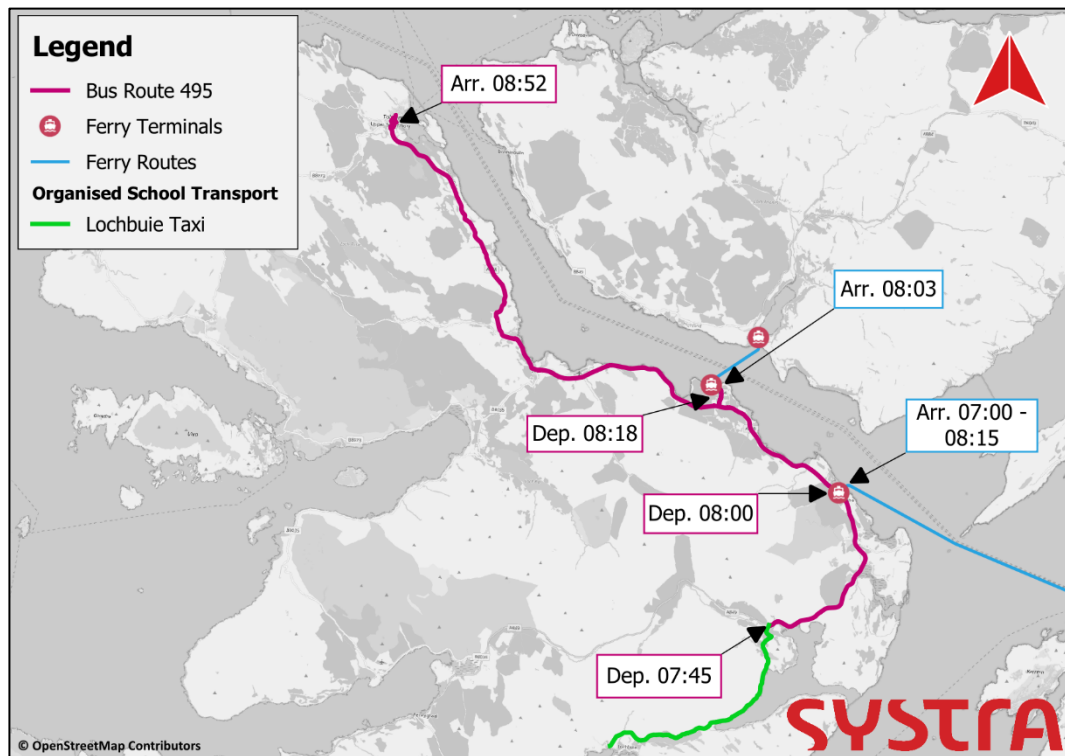 Legend
Bus Route 495
Ferry Terminals
Ferry Routes
Organised School Transport
Lochbuie Taxi
Arr. 08:52
Arr. 08:03
Dep. 08:18
Arr. 07:00 -
08:15
Dep. 08:00
Dep. 07:45
SYSTRA
© OpenStreetMap Contributors